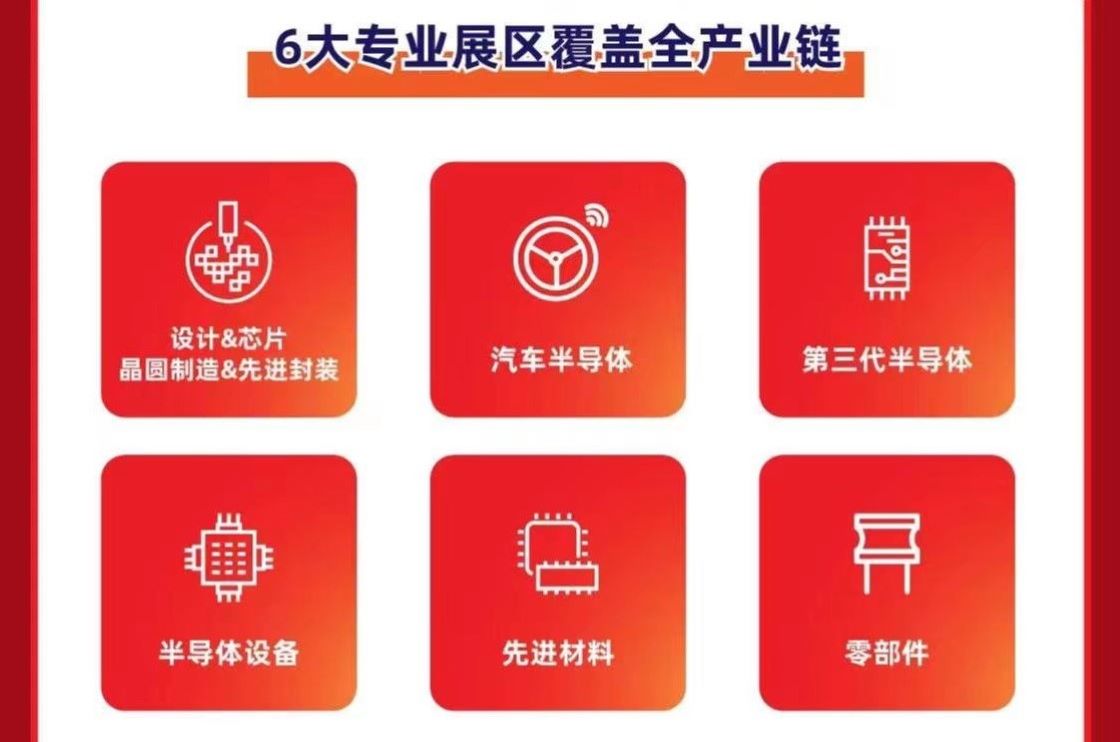 6大专业展区覆盖全产业链
设计&芯片
晶圆制造&先进封装
汽车半导体
第三代半导体
半导体设备
先进材料
零部件